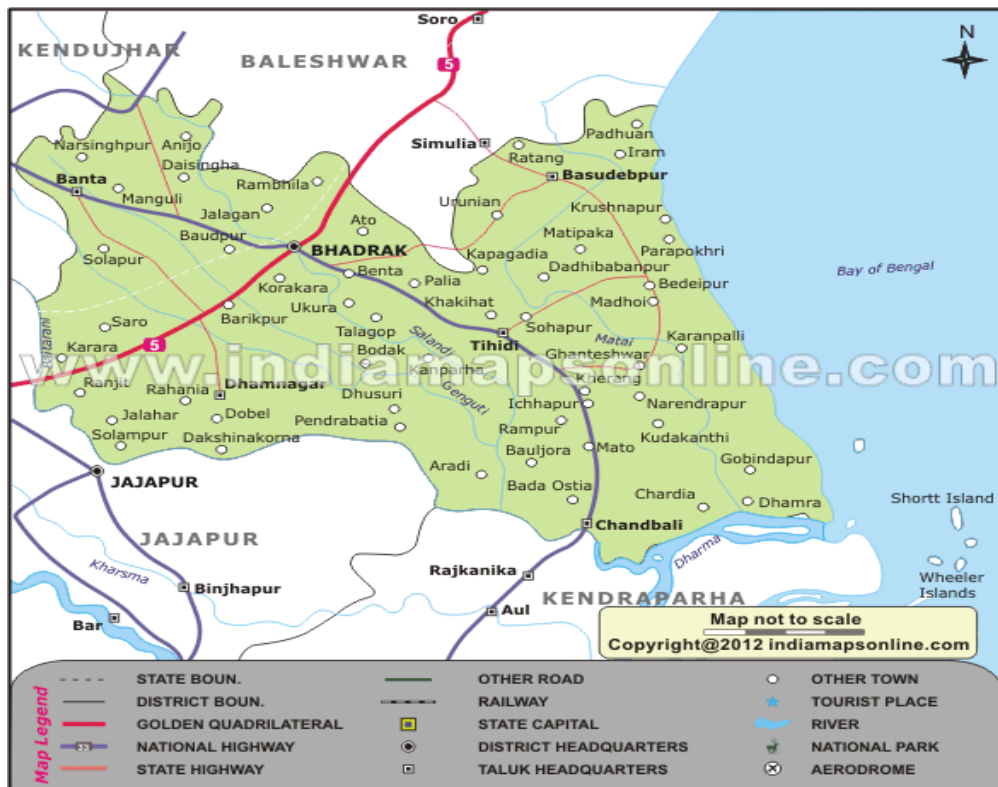 Soro
N
KENDUJHAR
BALESHWAR
5
Padhuan
Simulia
Narsinghpur
Anijo
Ratang
Iram
Daisingha
Banta
Rambhila
Basudebpur
Manguli
Urunian
Krushnapur
Jalagan
Ato
Baudpur
Matipaka
BHADRAK
Parapokhri
Solapur
Kapagadia
Benta
Dadhibabanpur
Bay of Bengal
Korakara
Palia
Bedeipur
Ukura
Khakihat
Madhoi
Barikpur
Saro
Talagop
Sohapur
Salandi
Tihidi
Matai
Karanpalli
5
Karara
Bodak
Ghanteshwar
www.indiamapsonline.com
Kanparha
Ranjit
Rahania
Dhamnagar
Kherang
Genguti
Dhusuri
Ichhapur
Narendrapur
Jalahar
Dobel
Pendrabatia
Rampur
Solampur
Dakshinakorna
Kudakanthi
Mato
Bauljora
Aradi
Gobindapur
JAJAPUR
Bada Ostia
Chardia
Dhamra
Shortt Island
Chandbali
JAJAPUR
Dharma
Kharsma
Rajkanika
Wheeler
Islands
Binjhapur
KENDRAPARHA
Aul
Bar
Map not to scale
Copyright@2012 indiamapsonline.com
Map Legend
STATE BOUN.
OTHER ROAD
OTHER TOWN
DISTRICT BOUN.
RAILWAY
TOURIST PLACE
GOLDEN QUADRILATERAL
STATE CAPITAL
RIVER
33
NATIONAL HIGHWAY
DISTRICT HEADQUARTERS
NATIONAL PARK
STATE HIGHWAY
TALUK HEADQUARTERS
AERODROME